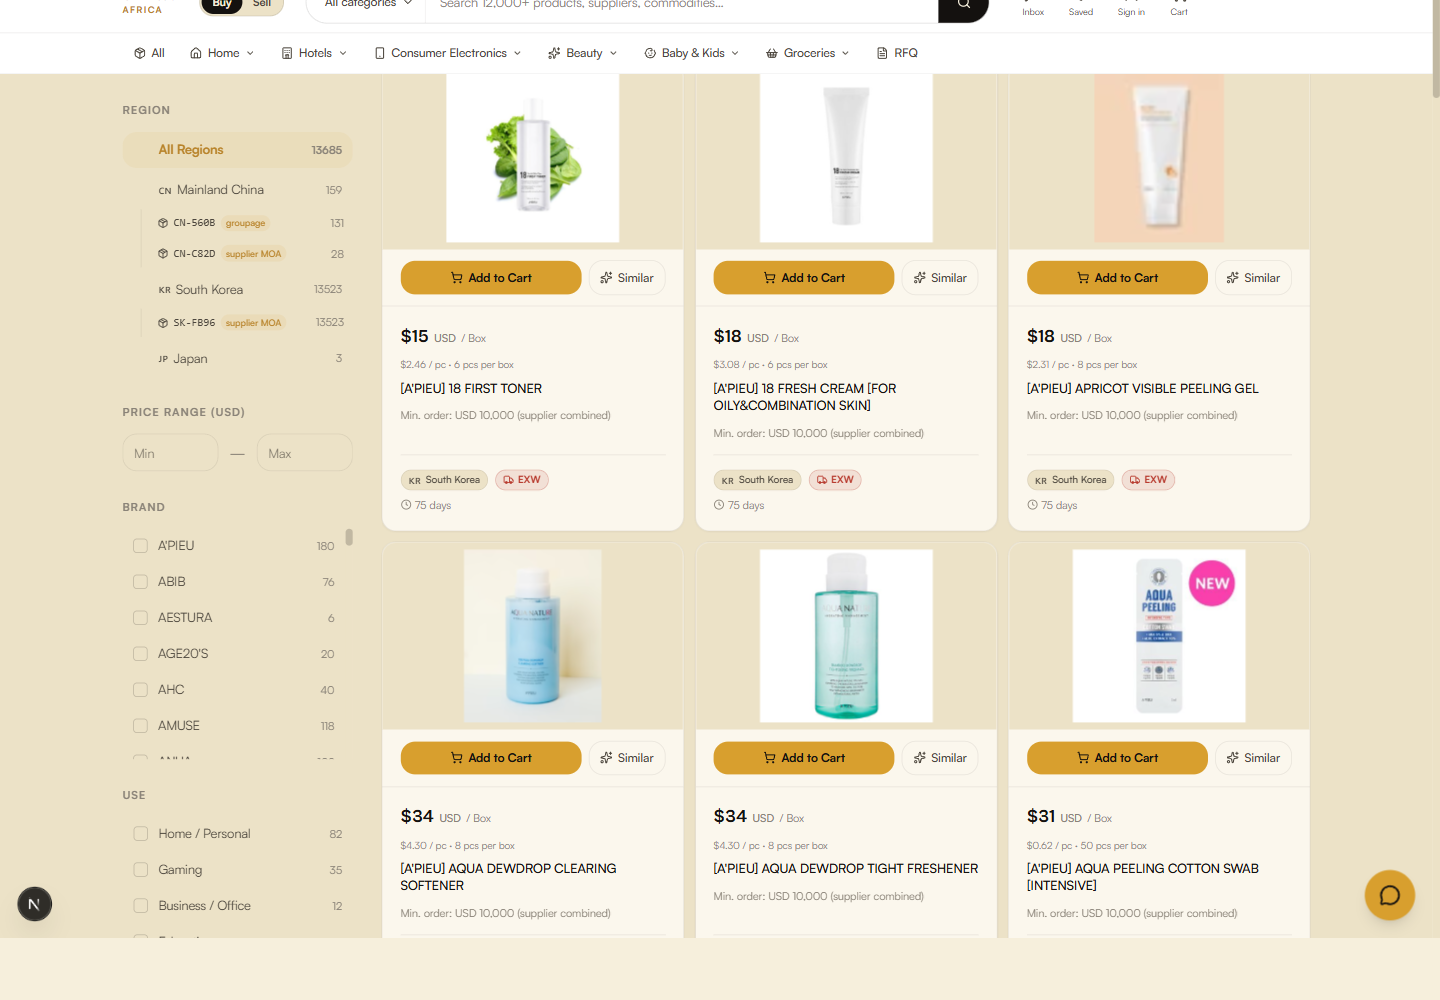 AFRICA
Buy
Sell
All categories
Search 12,000+ products, suppliers, commodities...
Inbox
Saved
Sign in
Cart
All
Home
Hotels
Consumer Electronics
Beauty
Baby & Kids
Groceries
RFQ
REGION
All Regions 13685
CN Mainland China 159
CN-560B groupage 131
CN-C82D supplier MOA 28
KR South Korea 13523
SK-FB96 supplier MOA 13523
JP Japan 3
PRICE RANGE (USD)
Min — Max
BRAND
A'PIEU 180
ABIB 76
AESTURA 6
AGE20'S 20
AHC 40
AMUSE 118
USE
Home / Personal 82
Gaming 35
Business / Office 12
N
18
Add to Cart
Similar
$15 USD / Box
$2.46 / pc · 6 pcs per box
[A'PIEU] 18 FIRST TONER
Min. order: USD 10,000 (supplier combined)
KR South Korea
EXW
75 days
18
Add to Cart
Similar
$18 USD / Box
$3.08 / pc · 6 pcs per box
[A'PIEU] 18 FRESH CREAM [FOR
OILY&COMBINATION SKIN]
Min. order: USD 10,000 (supplier combined)
KR South Korea
EXW
75 days
Add to Cart
Similar
$18 USD / Box
$2.31 / pc · 8 pcs per box
[A'PIEU] APRICOT VISIBLE PEELING GEL
Min. order: USD 10,000 (supplier combined)
KR South Korea
EXW
75 days
Add to Cart
Similar
$34 USD / Box
$4.30 / pc · 8 pcs per box
[A'PIEU] AQUA DEWDROP CLEARING
SOFTENER
Min. order: USD 10,000 (supplier combined)
Add to Cart
Similar
$34 USD / Box
$4.30 / pc · 8 pcs per box
[A'PIEU] AQUA DEWDROP TIGHT FRESHENER
Min. order: USD 10,000 (supplier combined)
NEW
AQUA
PEELING
Add to Cart
Similar
$31 USD / Box
$0.62 / pc · 50 pcs per box
[A'PIEU] AQUA PEELING COTTON SWAB
[INTENSIVE]
Min. order: USD 10,000 (supplier combined)